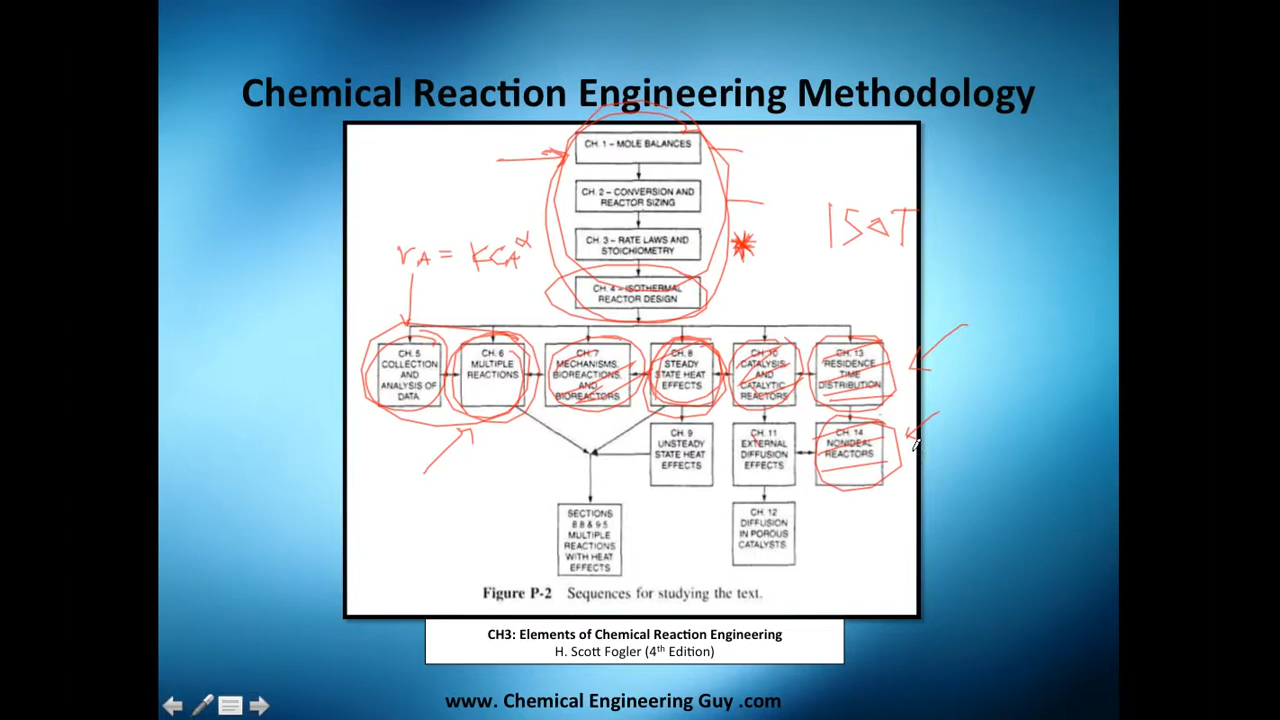 Chemical Reaction Engineering Methodology
CH. 1 – MOLE BALANCES
CH. 2 – CONVERSION AND
REACTOR SIZING
CH. 3 – RATE LAWS AND
STOICHIOMETRY
CH. 4 – ISOTHERMAL
REACTOR DESIGN
rA = KCA^α
CH. 5
COLLECTION
AND
ANALYSIS OF
DATA
CH. 6
MULTIPLE
REACTIONS
CH. 7
MECHANISMS,
BIOREACTIONS,
AND
BIOREACTORS
CH. 8
STEADY
STATE HEAT
EFFECTS
CH. 10
CATALYSIS
AND
CATALYTIC
REACTORS
CH. 13
RESIDENCE
TIME
DISTRIBUTION
CH. 9
UNSTEADY
STATE HEAT
EFFECTS
CH. 11
EXTERNAL
DIFFUSION
EFFECTS
CH. 14
NONIDEAL
REACTORS
SECTIONS
8.8 & 9.5
MULTIPLE
REACTIONS
WITH HEAT
EFFECTS
CH. 12
DIFFUSION
IN POROUS
CATALYSTS
Figure P-2 Sequences for studying the text.
CH3: Elements of Chemical Reaction Engineering
H. Scott Fogler (4th Edition)
www. Chemical Engineering Guy .com